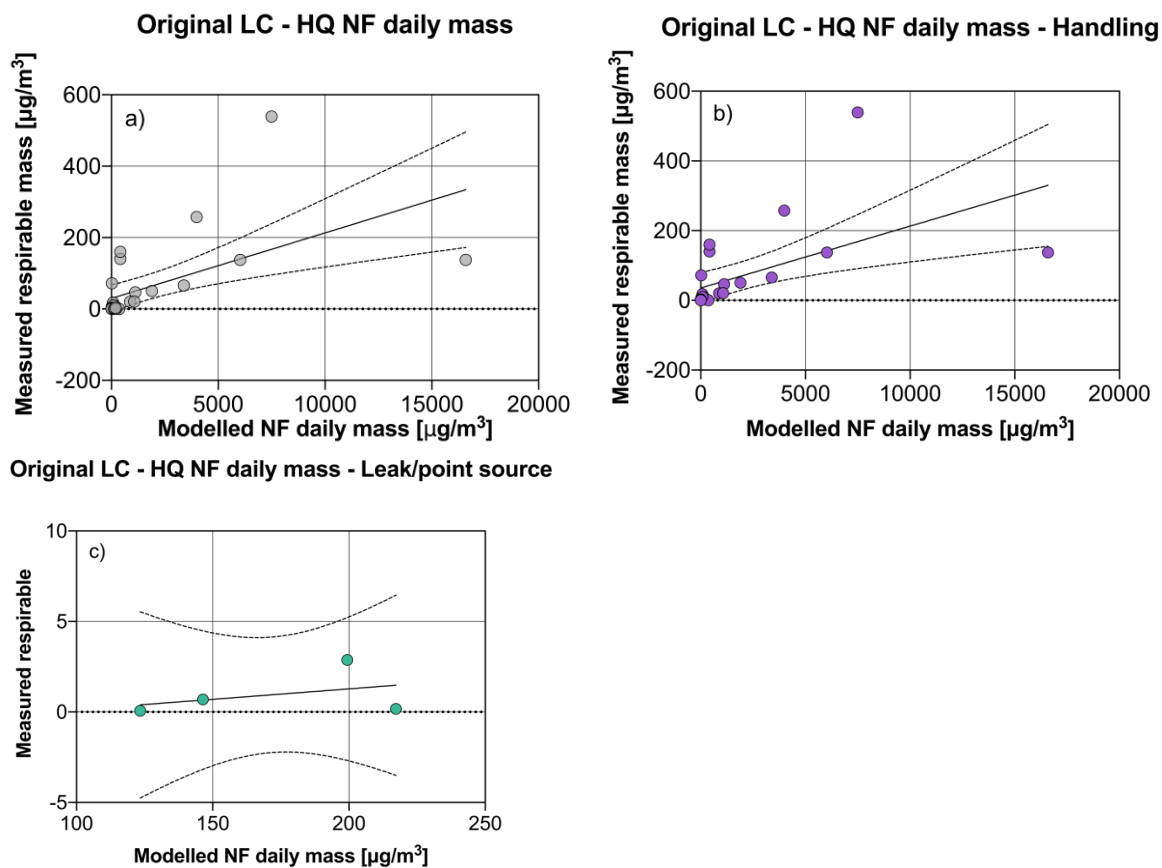 Original LC - HQ NF daily mass
Measured respirable mass [µg/m³]
a)
600
400
200
0
-200
0 5000 10000 15000 20000
Modelled NF daily mass [µg/m³]
Original LC - HQ NF daily mass - Handling
Measured respirable mass [µg/m³]
b)
600
400
200
0
-200
0 5000 10000 15000 20000
Modelled NF daily mass [µg/m³]
Original LC - HQ NF daily mass - Leak/point source
Measured respirable
c)
10
5
0
-5
100 150 200 250
Modelled NF daily mass [µg/m³]